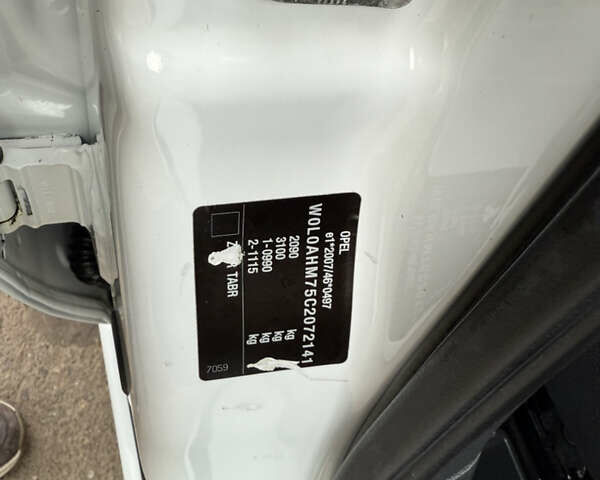 OPEL
e1*2007/46*0497
W0L0AHM75C2072141
2090 kg
3100 kg
1-0990 kg
2-1115 kg
TABR
7059